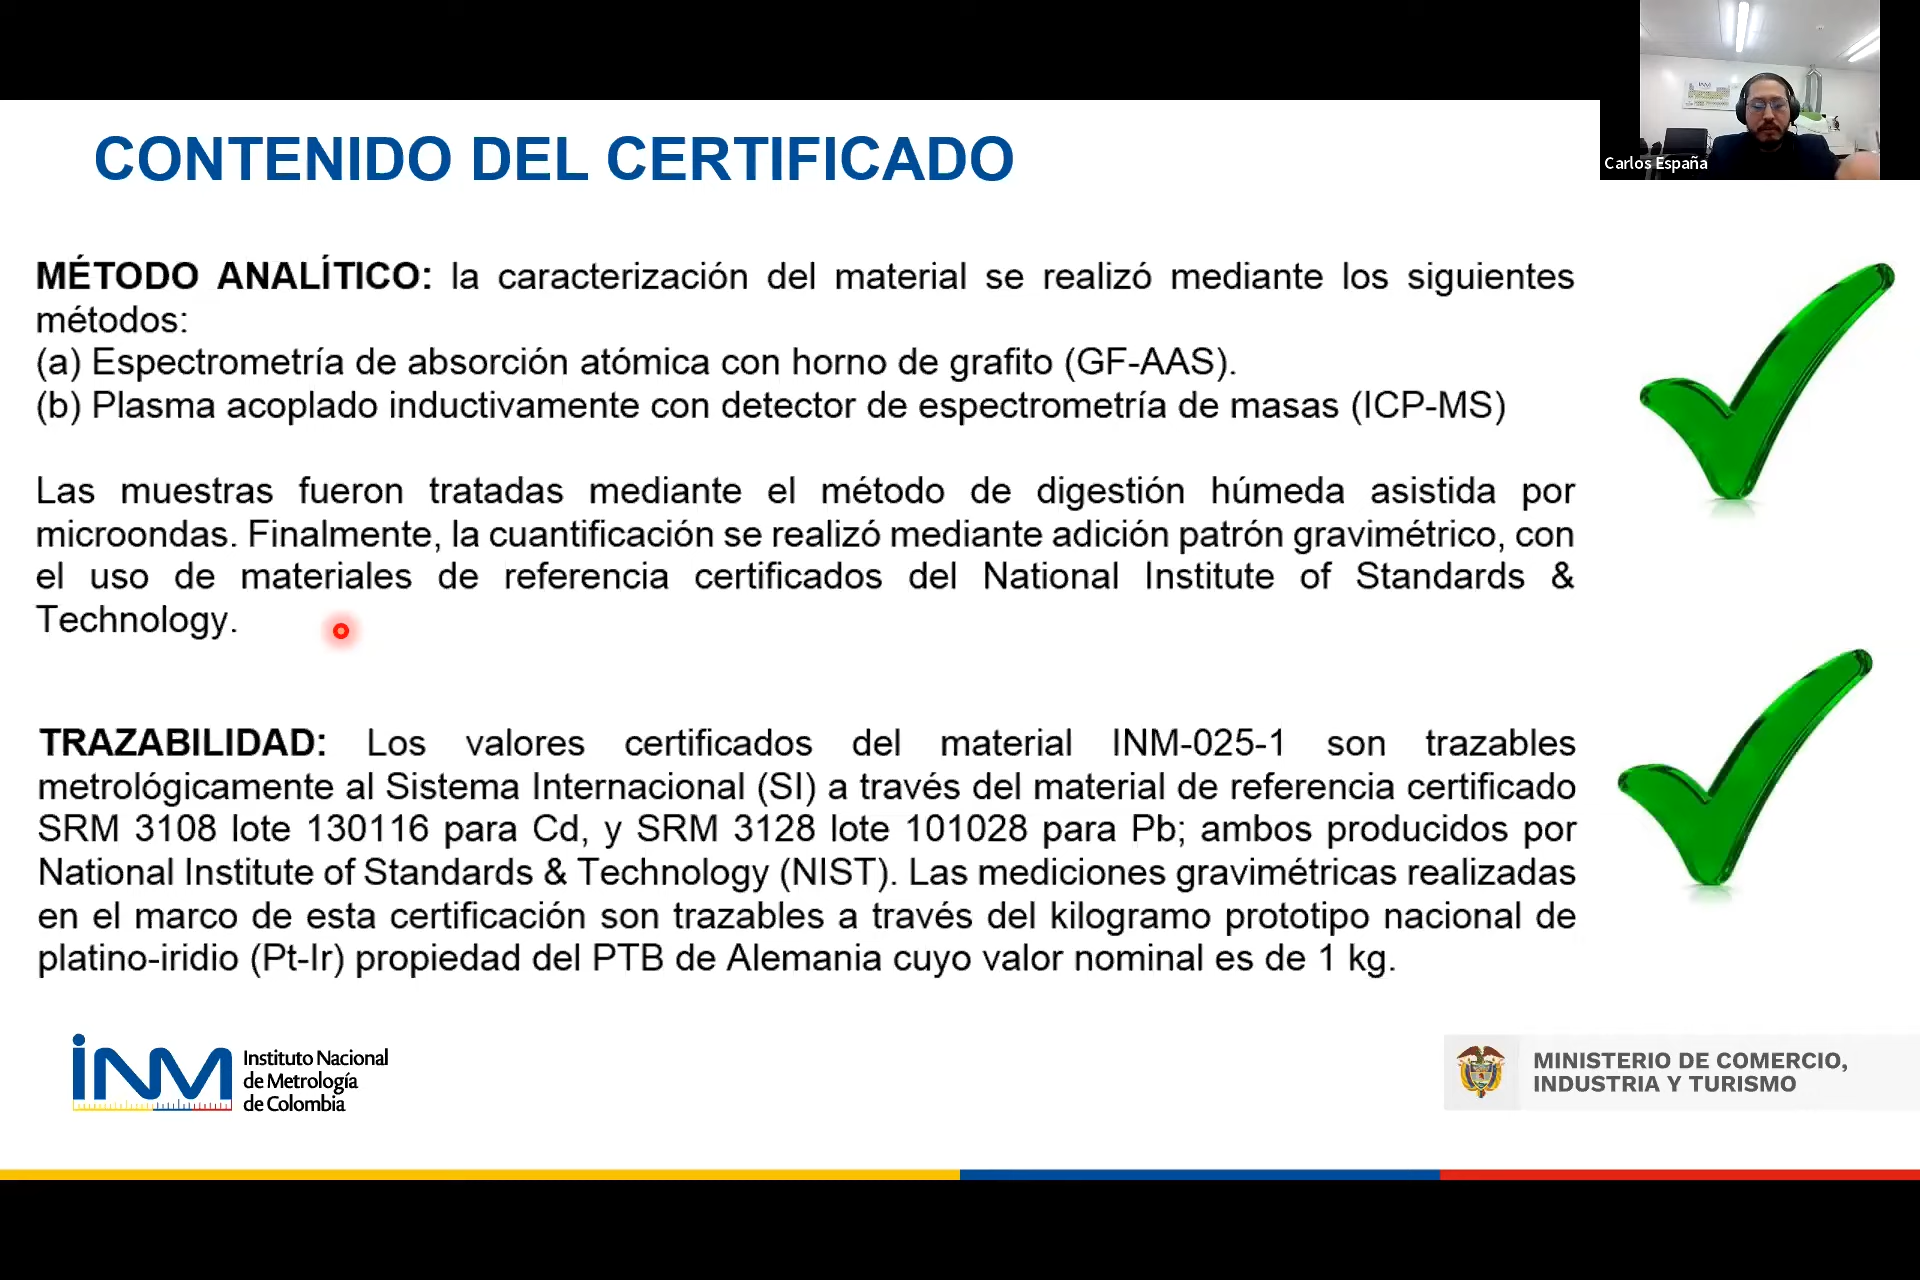 CONTENIDO DEL CERTIFICADO
Carlos España
MÉTODO ANALÍTICO: la caracterización del material se realizó mediante los siguientes
métodos:
(a) Espectrometría de absorción atómica con horno de grafito (GF-AAS).
(b) Plasma acoplado inductivamente con detector de espectrometría de masas (ICP-MS)
Las muestras fueron tratadas mediante el método de digestión húmeda asistida por
microondas. Finalmente, la cuantificación se realizó mediante adición patrón gravimétrico, con
el uso de materiales de referencia certificados del National Institute of Standards &
Technology.
TRAZABILIDAD: Los valores certificados del material INM-025-1 son trazables
metrológicamente al Sistema Internacional (SI) a través del material de referencia certificado
SRM 3108 lote 130116 para Cd, y SRM 3128 lote 101028 para Pb; ambos producidos por
National Institute of Standards & Technology (NIST). Las mediciones gravimétricas realizadas
en el marco de esta certificación son trazables a través del kilogramo prototipo nacional de
platino-iridio (Pt-Ir) propiedad del PTB de Alemania cuyo valor nominal es de 1 kg.
iNM
Instituto Nacional
de Metrología
de Colombia
MINISTERIO DE COMERCIO,
INDUSTRIA Y TURISMO